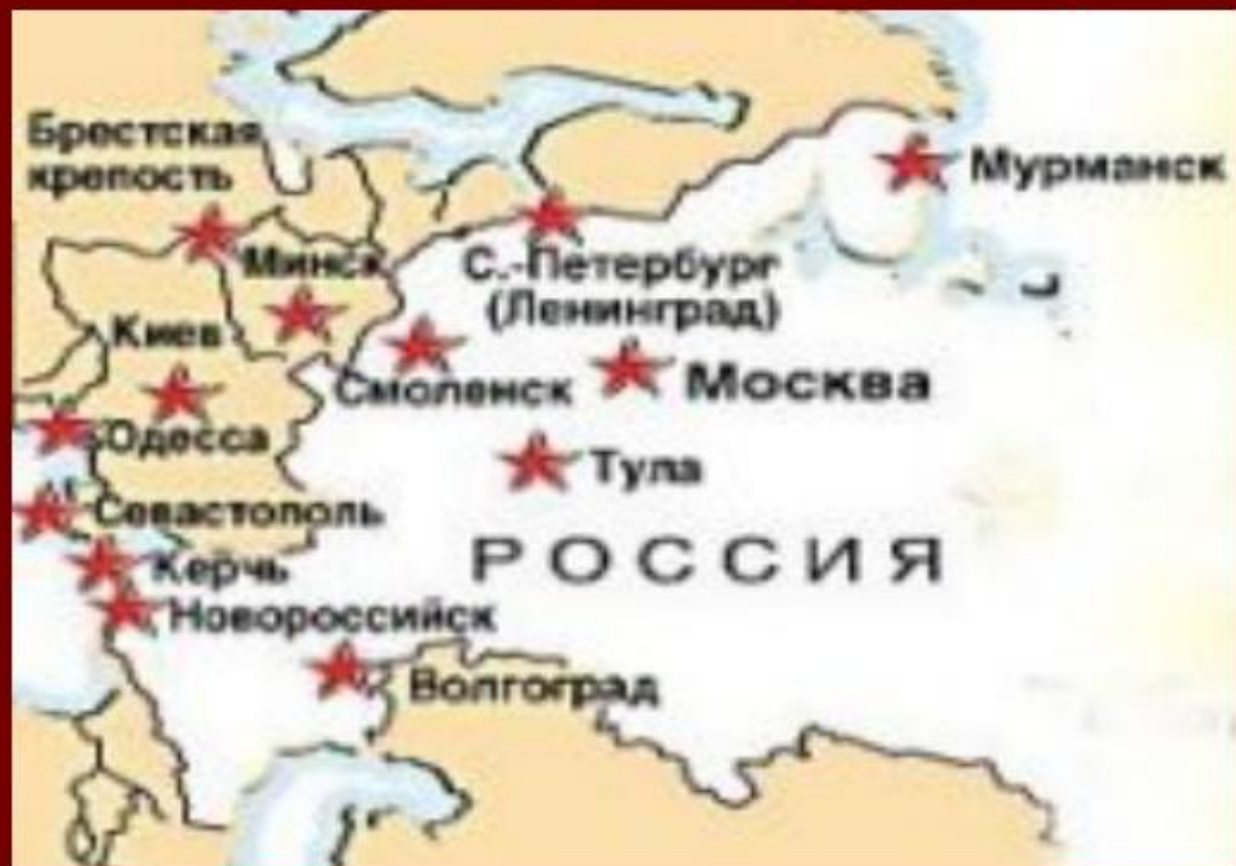 Брестская
крепость
Мурманск
Минск
С.-Петербург
(Ленинград)
Киев
Смоленск
Москва
Одесса
Тула
Севастополь
РОССИЯ
Керчь
Новороссийск
Волгоград